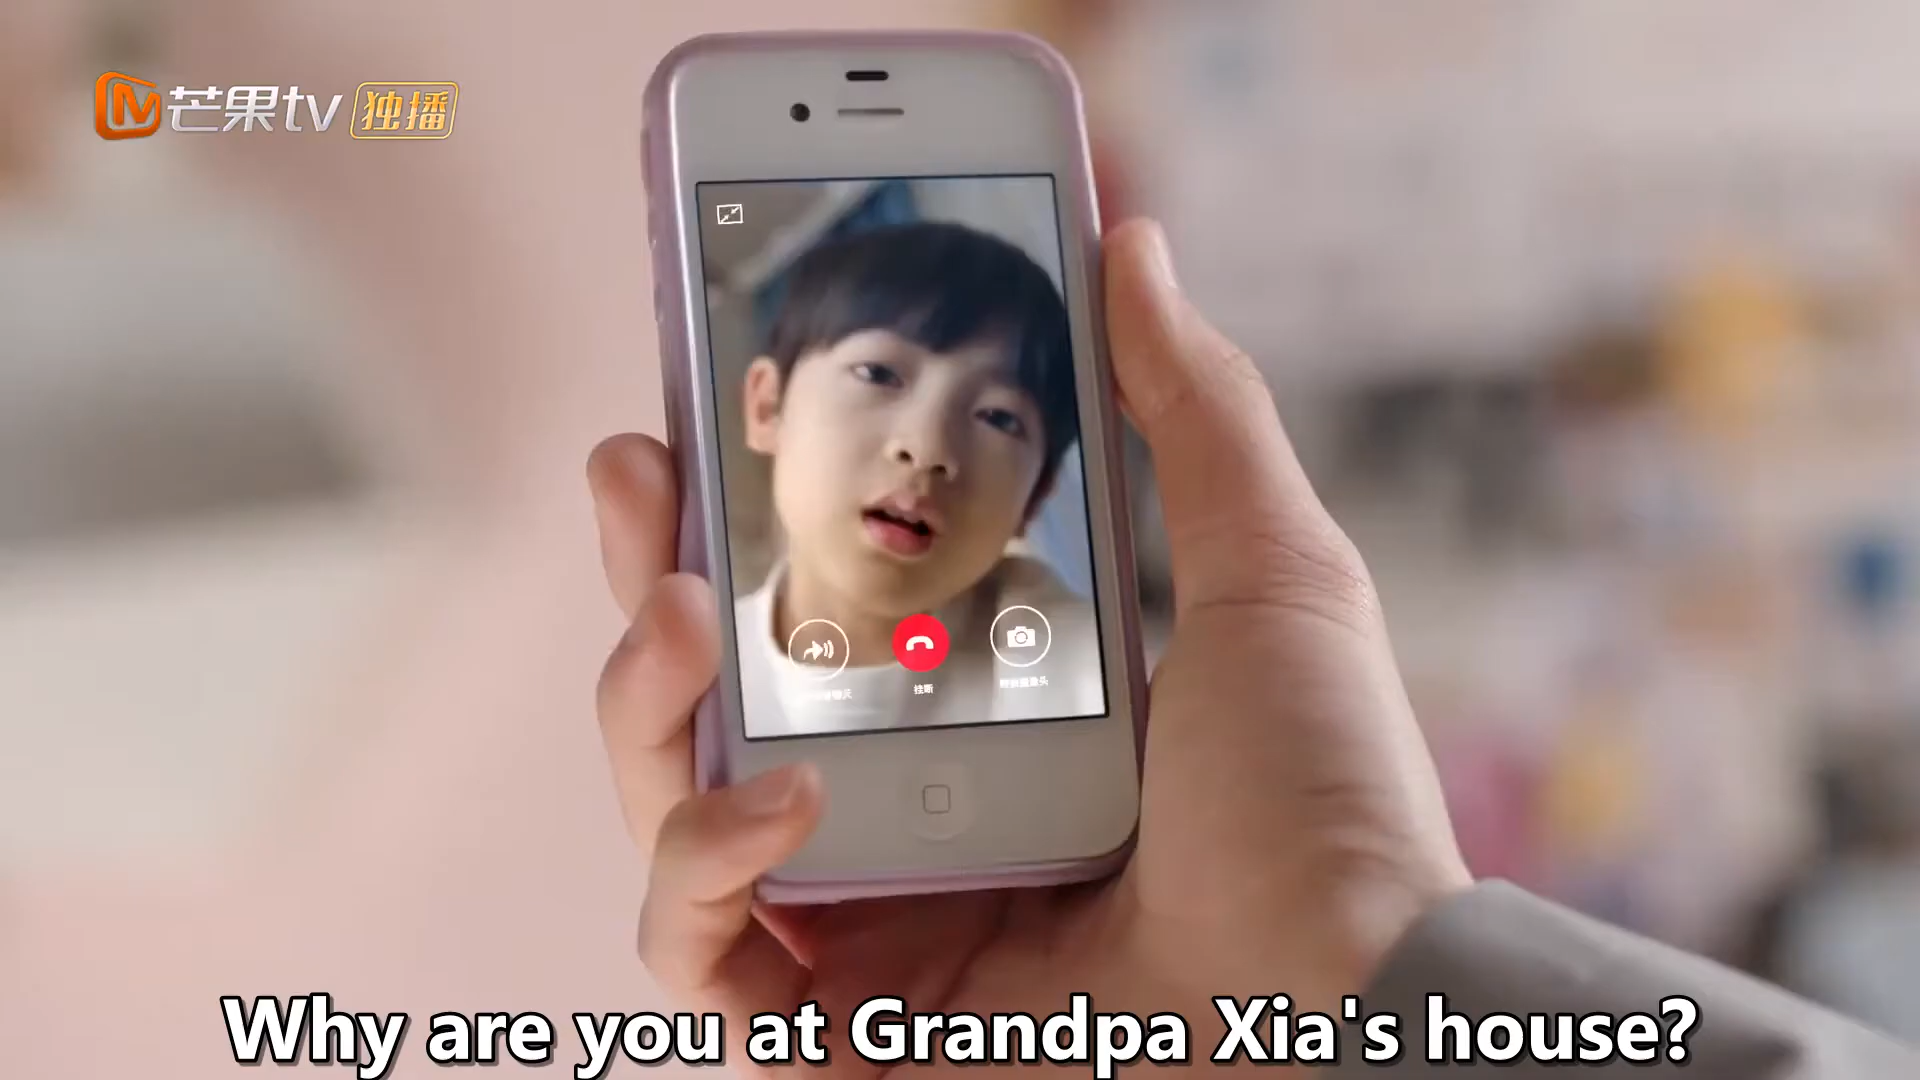 芒果tv 独播
挂断
Why are you at Grandpa Xia's house?